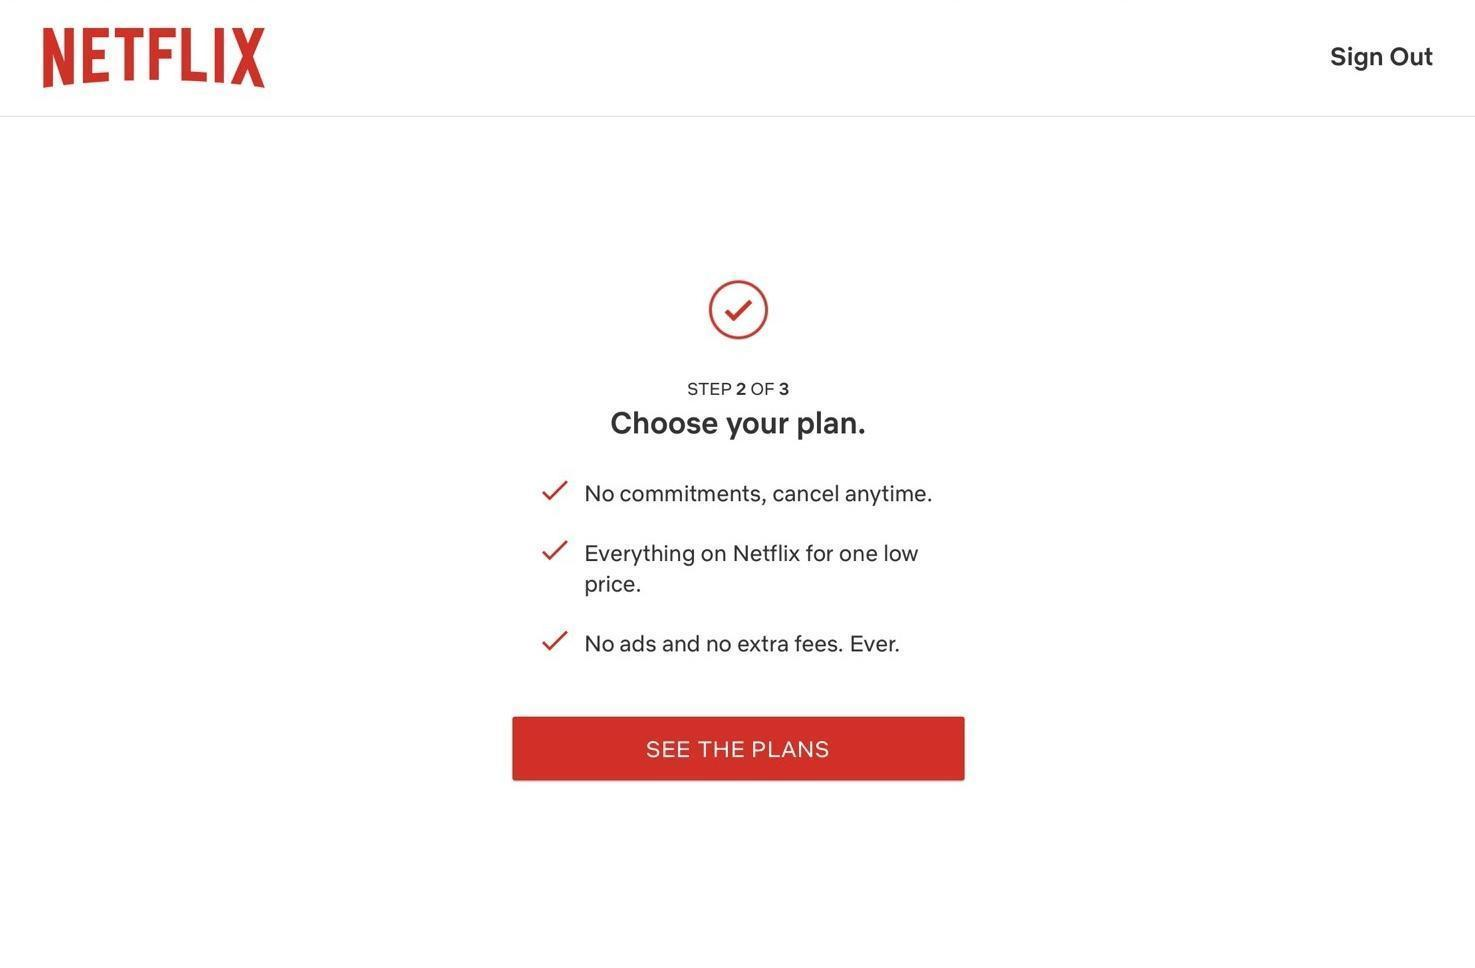 NETFLIX
Sign Out
STEP 2 OF 3
Choose your plan.
No commitments, cancel anytime.
Everything on Netflix for one low
price.
No ads and no extra fees. Ever.
SEE THE PLANS